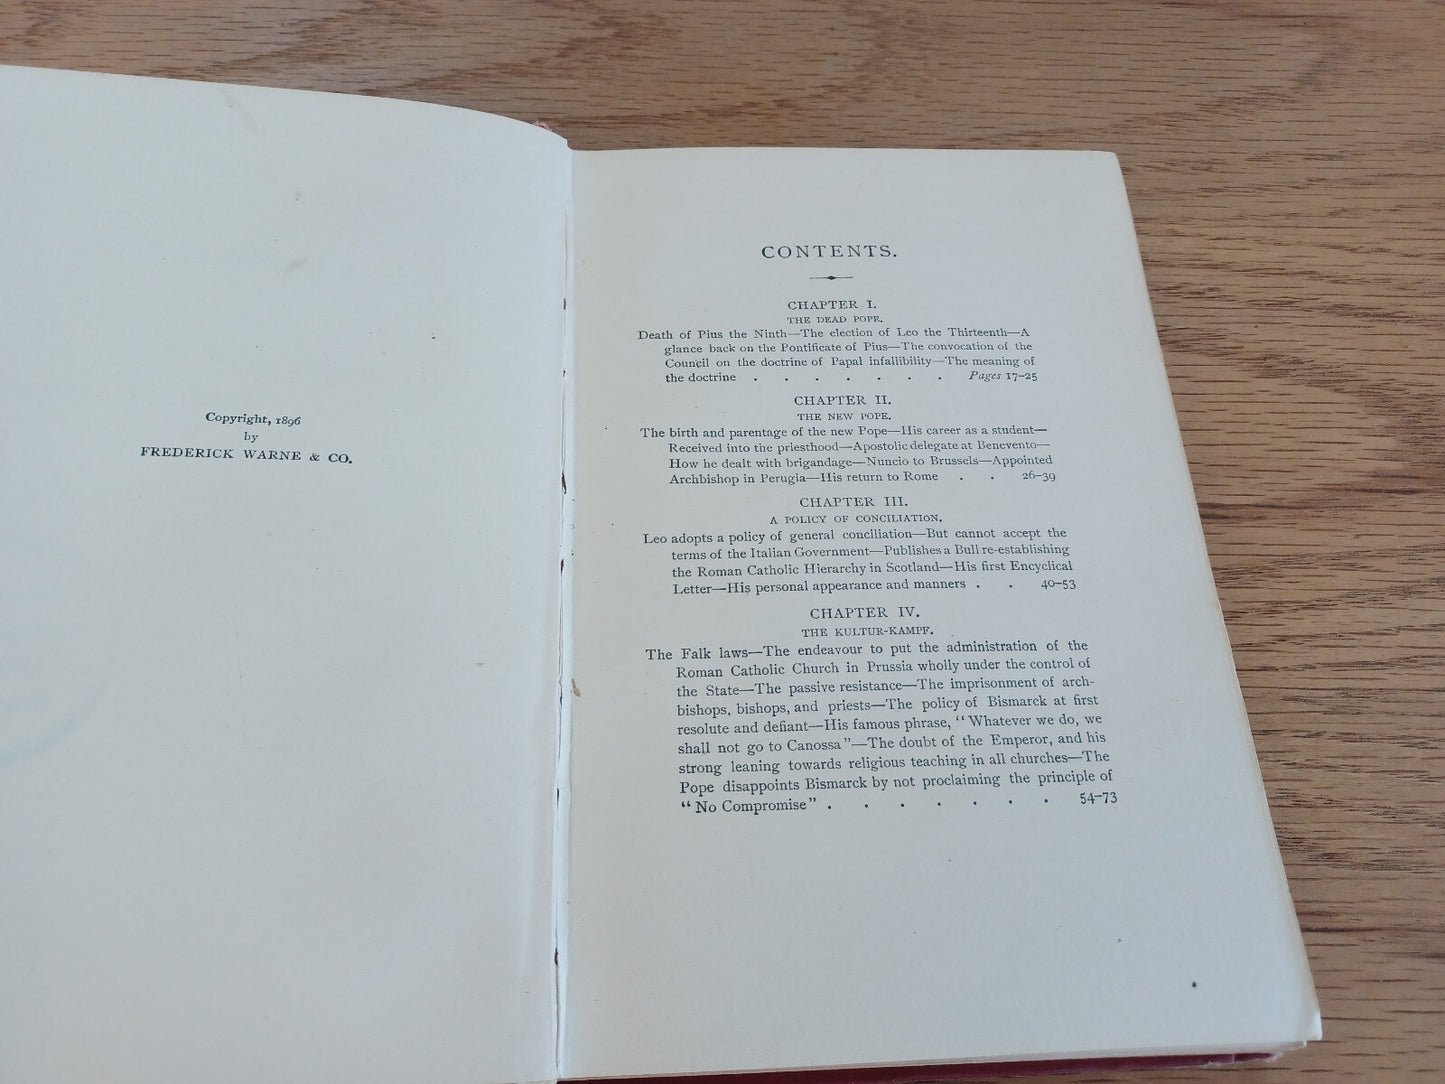 Copyright, 1896
by
FREDERICK WARNE & CO.
CONTENTS.
CHAPTER I.
THE DEAD POPE.
Death of Pius the Ninth—The election of Leo the Thirteenth—A
glance back on the Pontificate of Pius—The convocation of the
Council on the doctrine of Papal infallibility—The meaning of
the doctrine . . . . . . . Pages 17-25
CHAPTER II.
THE NEW POPE.
The birth and parentage of the new Pope—His career as a student—
Received into the priesthood—Apostolic delegate at Benevento—
How he dealt with brigandage—Nuncio to Brussels—Appointed
Archbishop in Perugia—His return to Rome . . 26-39
CHAPTER III.
A POLICY OF CONCILIATION.
Leo adopts a policy of general conciliation—But cannot accept the
terms of the Italian Government—Publishes a Bull re-establishing
the Roman Catholic Hierarchy in Scotland—His first Encyclical
Letter—His personal appearance and manners . . 40-53
CHAPTER IV.
THE KULTUR-KAMPF.
The Falk laws—The endeavour to put the administration of the
Roman Catholic Church in Prussia wholly under the control of
the State—The passive resistance—The imprisonment of arch-
bishops, bishops, and priests—The policy of Bismarck at first
resolute and defiant—His famous phrase, "Whatever we do, we
shall not go to Canossa"—The doubt of the Emperor, and his
strong leaning towards religious teaching in all churches—The
Pope disappoints Bismarck by not proclaiming the principle of
"No Compromise" . . . . . . . 54-73